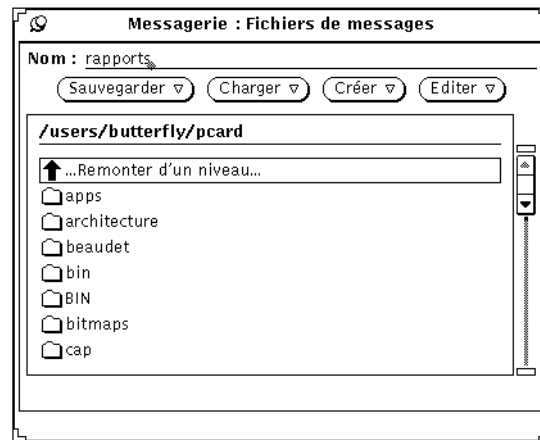 Messagerie : Fichiers de messages
Nom : rapports
Sauvegarder Charger Créer Editer
/users/butterfly/pcard
...Remonter d'un niveau...
apps
architecture
beaudet
bin
BIN
bitmaps
cap